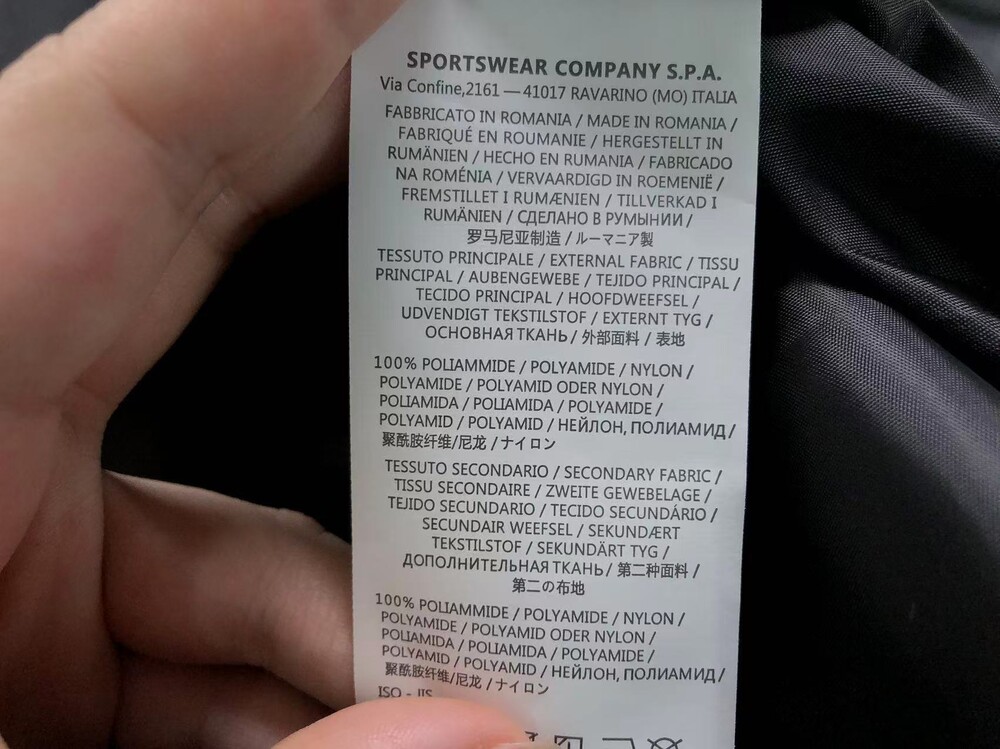 SPORTSWEAR COMPANY S.P.A.
Via Confine,2161 — 41017 RAVARINO (MO) ITALIA
FABBRICATO IN ROMANIA / MADE IN ROMANIA /
FABRIQUÉ EN ROUMANIE / HERGESTELLT IN
RUMÄNIEN / HECHO EN RUMANIA / FABRICADO
NA ROMÉNIA / VERVAARDIGD IN ROEMENIË /
FREMSTILLET I RUMÆNIEN / TILLVERKAD I
RUMÄNIEN / СДЕЛАНО В РУМЫНИИ /
罗马尼亚制造 / ルーマニア製
TESSUTO PRINCIPALE / EXTERNAL FABRIC / TISSU
PRINCIPAL / AUBENGEWEBE / TEJIDO PRINCIPAL /
TECIDO PRINCIPAL / HOOFDWEEFSEL /
UDVENDIGT TEKSTILSTOF / EXTERNT TYG /
ОСНОВНАЯ ТКАНЬ / 外部面料 / 表地
100% POLIAMMIDE / POLYAMIDE / NYLON /
POLYAMIDE / POLYAMID ODER NYLON /
POLIAMIDA / POLIAMIDA / POLYAMIDE /
POLYAMID / POLYAMID / НЕЙЛОН, ПОЛИАМИД /
聚酰胺纤维/尼龙 / ナイロン
TESSUTO SECONDARIO / SECONDARY FABRIC /
TISSU SECONDAIRE / ZWEITE GEWEBELAGE /
TEJIDO SECUNDARIO / TECIDO SECUNDÁRIO /
SECUNDAIR WEEFSEL / SEKUNDÆRT
TEKSTILSTOF / SEKUNDÄRT TYG /
ДОПОЛНИТЕЛЬНАЯ ТКАНЬ / 第二种面料 /
第二の布地
100% POLIAMMIDE / POLYAMIDE / NYLON /
POLYAMIDE / POLYAMID ODER NYLON /
POLIAMIDA / POLIAMIDA / POLYAMIDE /
POLYAMID / POLYAMID / НЕЙЛОН, ПОЛИАМИД /
聚酰胺纤维/尼龙 / ナイロン
ISO - JIS